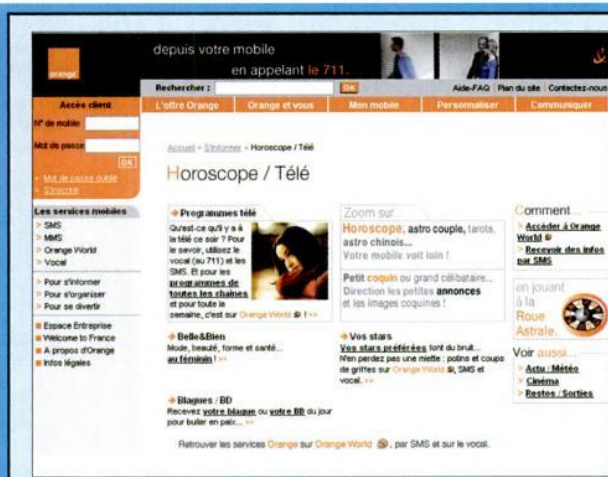 depuis votre mobile
en appelant le 711.
orange
Rechercher :
OK
Aide-FAQ Plan du site Contactez-nous
Accès client
L'offre Orange
Orange et vous
Mon mobile
Personnaliser
Communiquer
N° de mobile
Mot de passe
OK
> Mot de passe oublié
> S'inscrire
Accueil > S'informer > Horoscope / Télé
Horoscope / Télé
Les services mobiles
> SMS
> MMS
> Orange World
> Vocal
> Pour s'informer
> Pour s'organiser
> Pour se divertir
Espace Entreprise
Welcome to France
A propos d'Orange
Infos légales
Programmes télé
Qu'est-ce qu'il y a à
la télé ce soir ? Pour
le savoir, utilisez le
vocal (au 711) et les
SMS. Et pour les
programmes de
toutes les chaines
et pour toute la
semaine, c'est sur Orange World ! >>
Zoom sur...
Horoscope, astro couple, tarots,
astro chinois...
Votre mobile voit loin !
Petit coquin ou grand célibataire...
Direction les petites annonces
et les images coquines !
Comment...
> Accéder à Orange
World
> Recevoir des infos
par SMS
en jouant
à la
Roue
Astrale.
Belle&Bien
Mode, beauté, forme et santé...
au féminin ! >>
Vos stars
Vos stars préférées font du bruit...
N'en perdez pas une miette : potins et coups
de griffes sur Orange World, SMS et
vocal. >>
Voir aussi...
> Actu / Météo
> Cinéma
> Restos / Sorties
Blagues / BD
Recevez votre blague ou votre BD du jour
pour buller en paix... >>
Retrouver les services Orange sur Orange World, par SMS et sur le vocal.